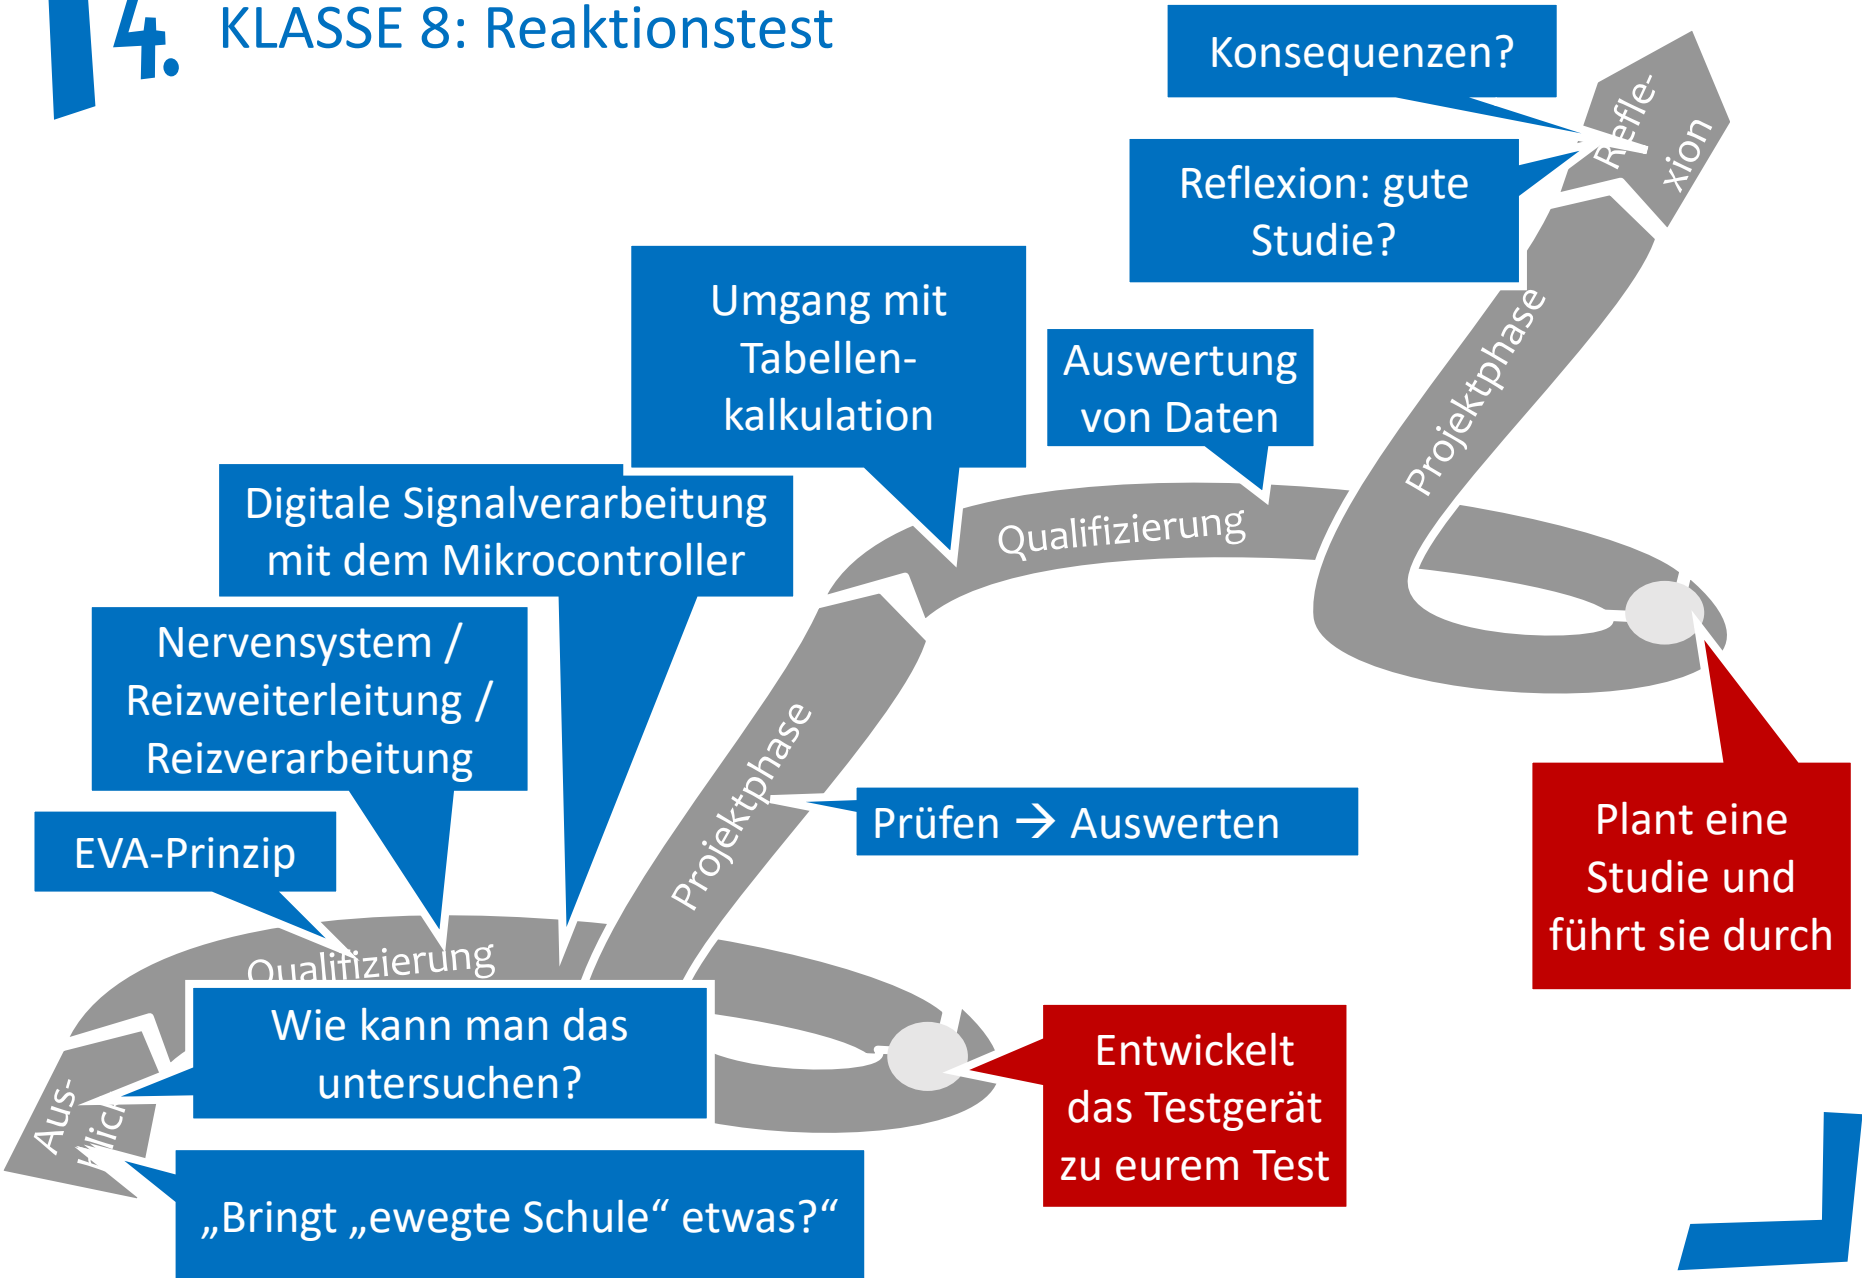 4. KLASSE 8: Reaktionstest
Konsequenzen?
Refle-
xion
Reflexion: gute
Studie?
Umgang mit
Tabellen-
kalkulation
Auswertung
von Daten
Projektphase
Digitale Signalverarbeitung
mit dem Mikrocontroller
Qualifizierung
Nervensystem /
Reizweiterleitung /
Reizverarbeitung
Projektphase
Prüfen → Auswerten
Plant eine
Studie und
führt sie durch
EVA-Prinzip
Qualifizierung
Wie kann man das
untersuchen?
Entwickelt
das Testgerät
zu eurem Test
Aus-
„Bringt „ewegte Schule“ etwas?“